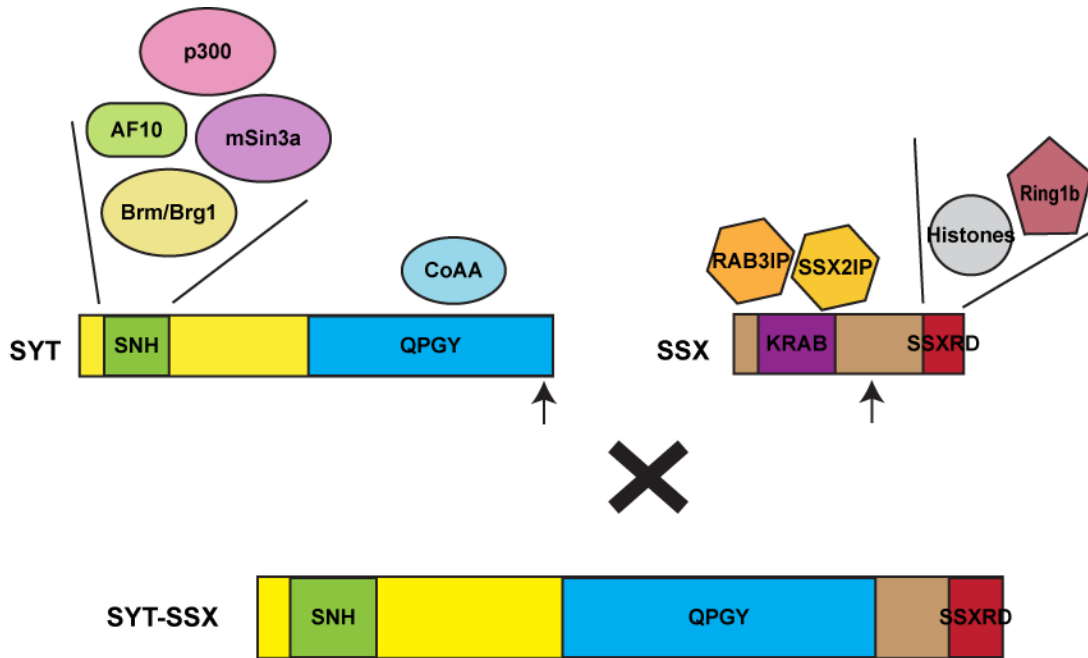 p300
AF10
mSin3a
Brm/Brg1
CoAA
SYT
SNH
QPGY
Ring1b
Histones
RAB3IP
SSX2IP
SSX
KRAB
SSXRD
SYT-SSX
SNH
QPGY
SSXRD